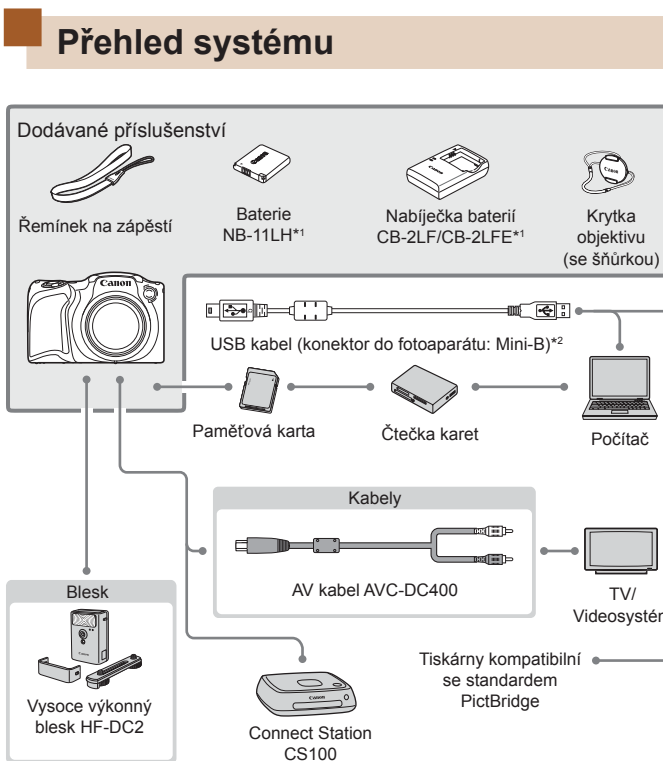 Přehled systému
Dodávané příslušenství
Řemínek na zápěstí
Baterie
NB-11LH*1
Nabíječka baterií
CB-2LF/CB-2LFE*1
Krytka
objektivu
(se šňůrkou)
Canon
USB kabel (konektor do fotoaparátu: Mini-B)*2
Paměťová karta
Čtečka karet
Počítač
Kabely
AV kabel AVC-DC400
TV/
Videosystém
Blesk
Vysoce výkonný
blesk HF-DC2
Connect Station
CS100
Tiskárny kompatibilní
se standardem
PictBridge